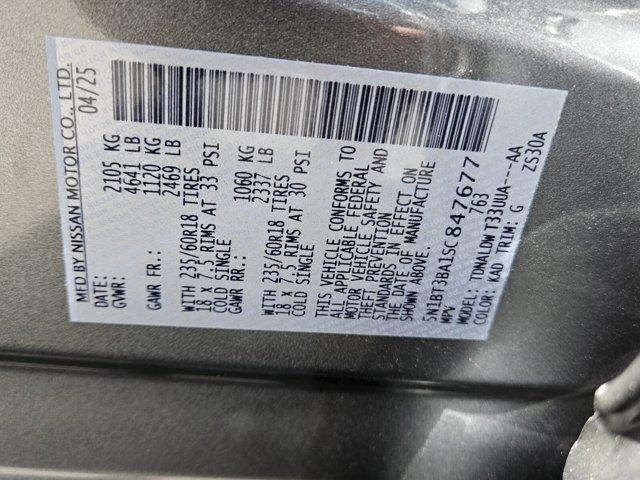 MFD BY NISSAN MOTOR CO., LTD.
DATE: 04/25
GVWR: 2105 KG
4641 LB
GAWR FR.: 1120 KG
2469 LB
WITH 235/60R18 TIRES
18 x 7.5 RIMS AT 33 PSI
COLD SINGLE
GAWR RR.: 1060 KG
2337 LB
WITH 235/60R18 TIRES
18 x 7.5 RIMS AT 30 PSI
COLD SINGLE
THIS VEHICLE CONFORMS TO
ALL APPLICABLE FEDERAL
MOTOR VEHICLE SAFETY AND
THEFT PREVENTION
STANDARDS IN EFFECT ON
THE DATE OF MANUFACTURE
SHOWN ABOVE.
5N1BT3BA1SC847677
MPV 763
MODEL: TDMALDW T33UUA---AA
COLOR: KAD TRIM: G ZS30A